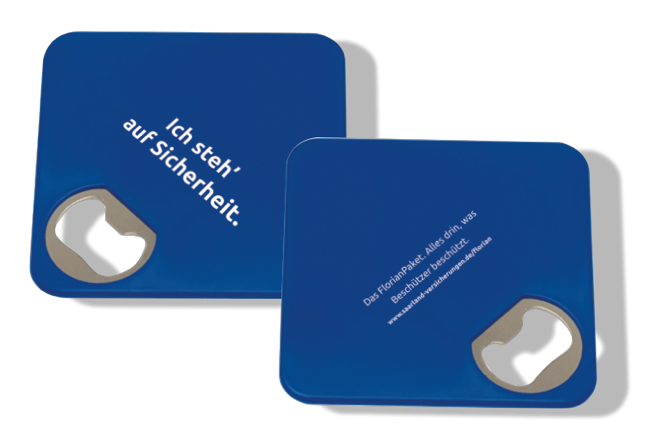 Ich steh’
auf Sicherheit.
Das FlorianPaket. Alles drin, was
Beschützer beschützt.
www.saarland-versicherungen.de/florian